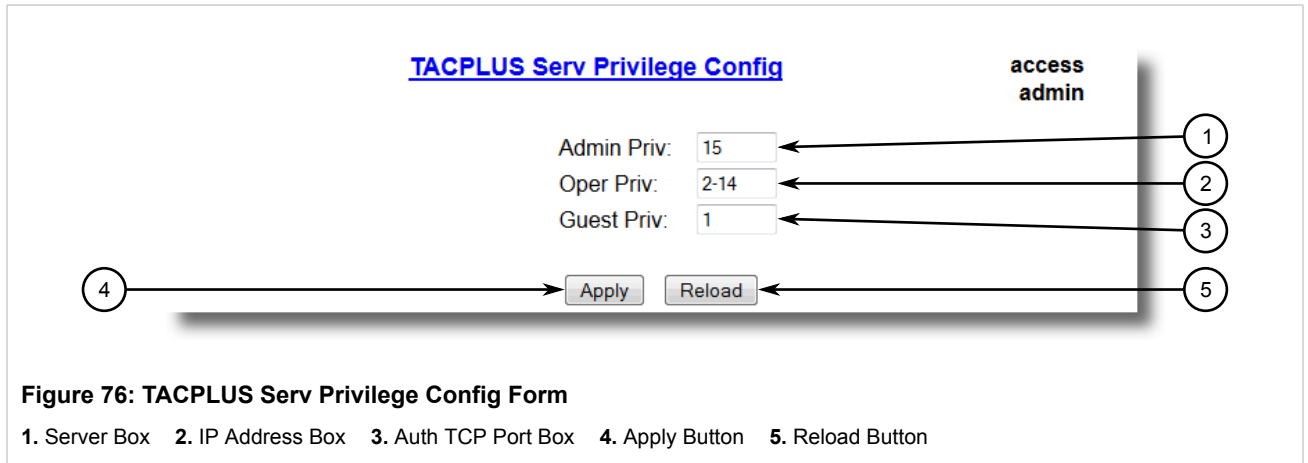 TACPLUS Serv Privilege Config
access
admin
Admin Priv: 15
1
Oper Priv: 2-14
2
Guest Priv: 1
3
4
Apply Reload
5
Figure 76: TACPLUS Serv Privilege Config Form
1. Server Box 2. IP Address Box 3. Auth TCP Port Box 4. Apply Button 5. Reload Button